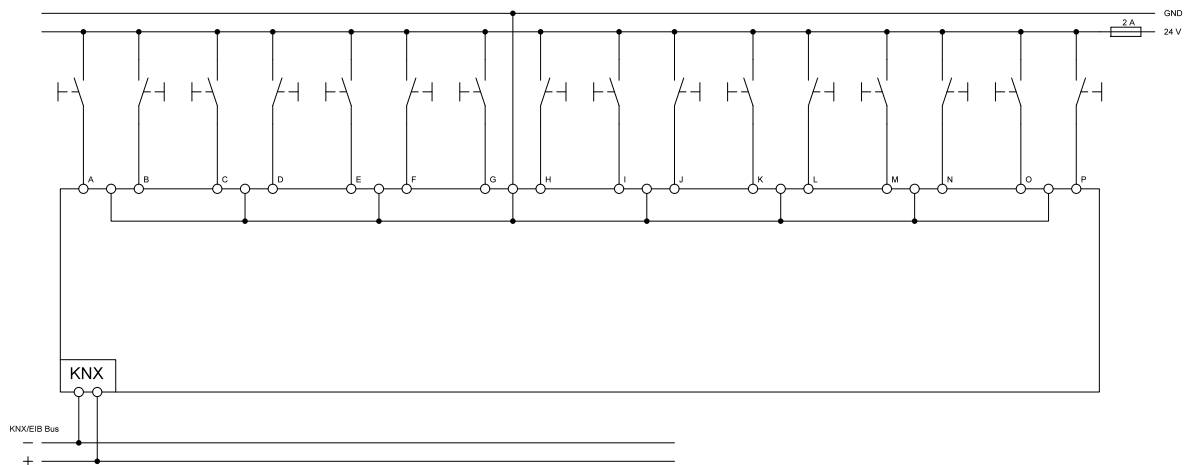 GND
2 A
24 V
A B C D E F G H I J K L M N O P
KNX
KNX/EIB Bus
−
+